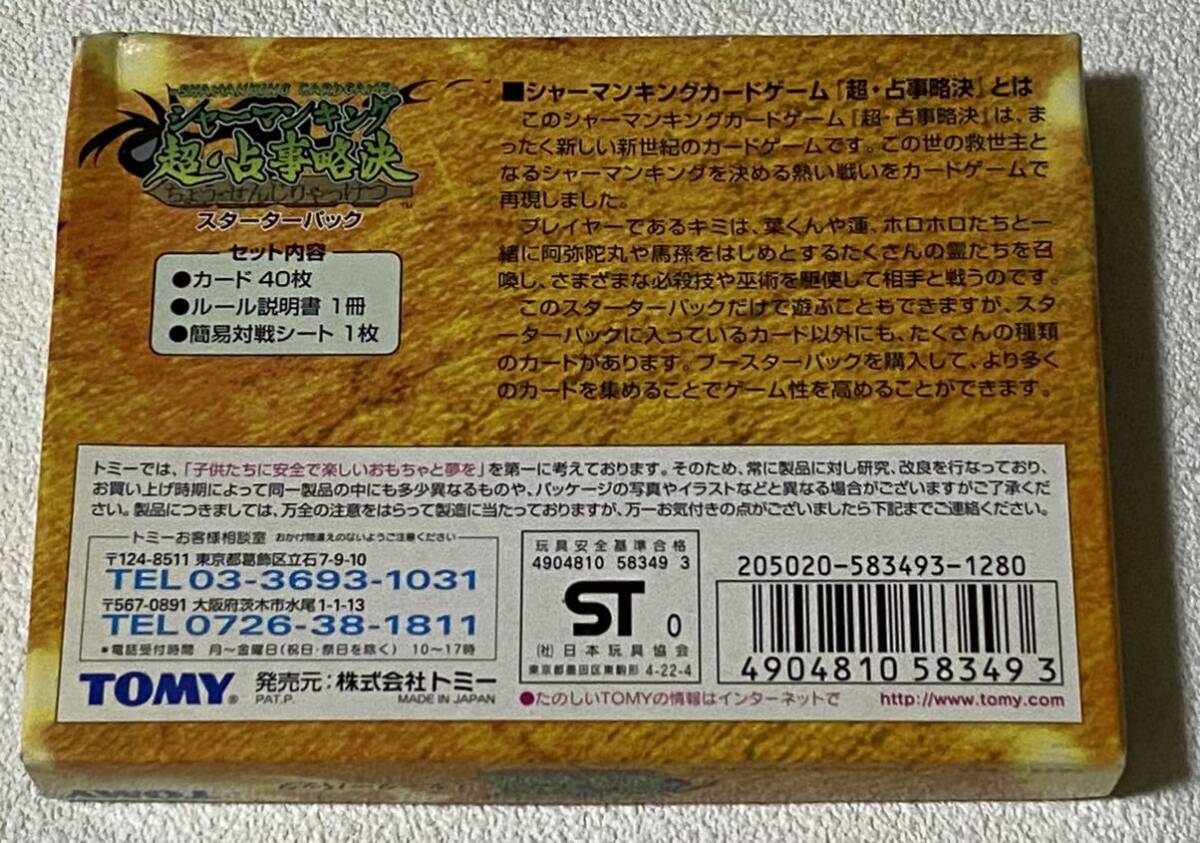 SHAMANKING CARDGAME
シャーマンキング
超・占事略決
ちょう・せんじりゃっけつ
スターターパック
セット内容
●カード 40枚
●ルール説明書 1冊
●簡易対戦シート 1枚
■シャーマンキングカードゲーム『超・占事略決』とは
このシャーマンキングカードゲーム『超・占事略決』は、ま
ったく新しい新世紀のカードゲームです。この世の救世主と
なるシャーマンキングを決める熱い戦いをカードゲームで
再現しました。
プレイヤーであるキミは、葉くんや蓮、ホロホロたちと一
緒に阿弥陀丸や馬孫をはじめとするたくさんの霊たちを召
喚し、さまざまな必殺技や巫術を駆使して相手と戦うのです。
このスターターパックだけで遊ぶこともできますが、スタ
ーターパックに入っているカード以外にも、たくさんの種類
のカードがあります。ブースターパックを購入して、より多く
のカードを集めることでゲーム性を高めることができます。
トミーでは、「子供たちに安全で楽しいおもちゃと夢を」を第一に考えております。そのため、常に製品に対し研究、改良を行なっており、
お買い上げ時期によって同一製品の中にも多少異なるものや、パッケージの写真やイラストなどと異なる場合がございますがご了承くだ
さい。製品につきましては、万全の注意をはらって製造に当たっておりますが、万一お気付きの点がございましたら下記までご連絡ください。
トミーお客様相談室 おかけ間違えのないようご注意ください
〒124-8511 東京都葛飾区立石7-9-10
TEL 03-3693-1031
〒567-0891 大阪府茨木市水尾1-1-13
TEL 0726-38-1811
*電話受付時間 月〜金曜日(祝日・祭日を除く) 10〜17時
玩具安全基準合格
4904810 58349 3
ST 0
(社)日本玩具協会
東京都墨田区東駒形 4-22-4
205020-583493-1280
4904810 583493
TOMY® 発売元:株式会社トミー
PAT.P. MADE IN JAPAN
●たのしいTOMYの情報はインターネットで http://www.tomy.com
TOMY